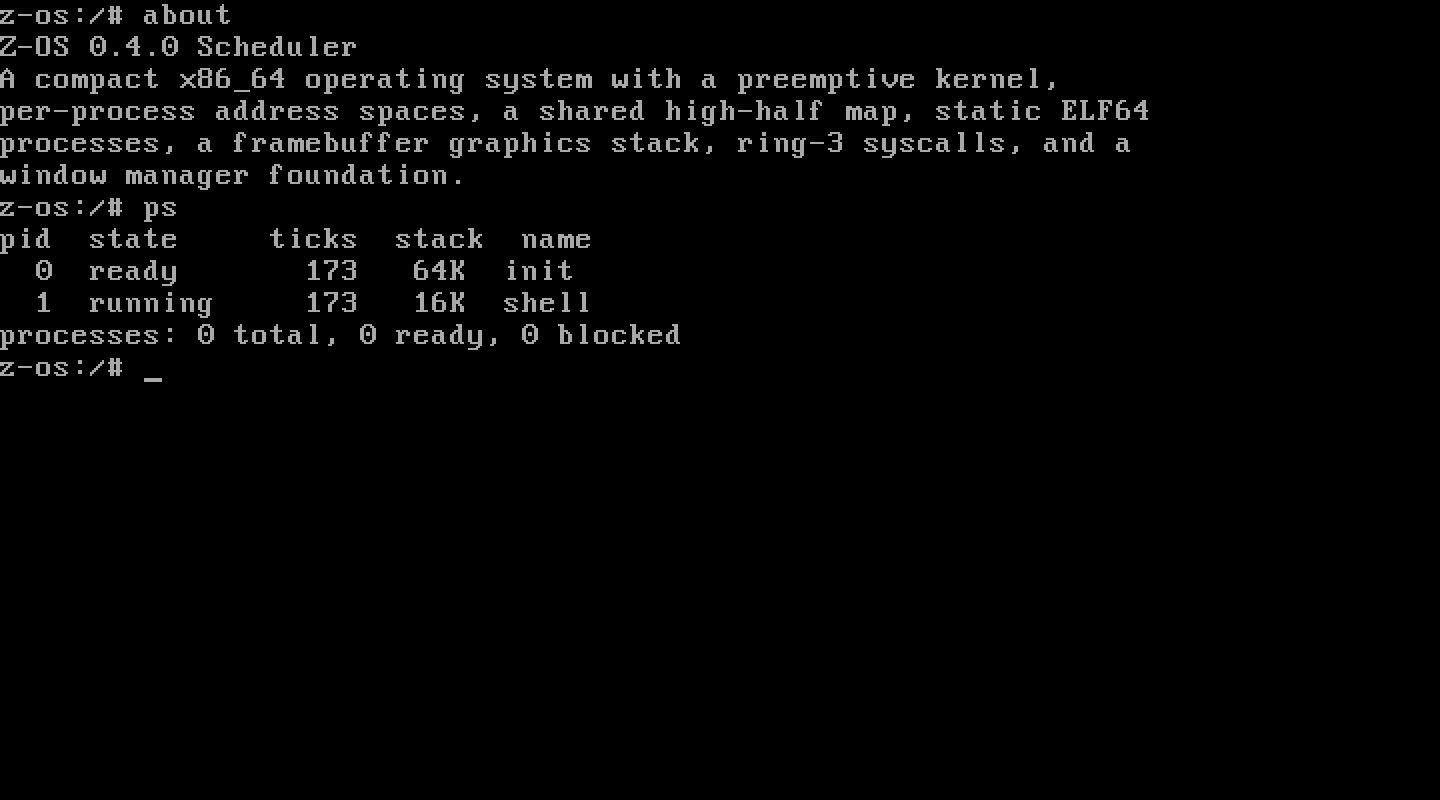 z-os:/# about
Z-OS 0.4.0 Scheduler
A compact x86_64 operating system with a preemptive kernel,
per-process address spaces, a shared high-half map, static ELF64
processes, a framebuffer graphics stack, ring-3 syscalls, and a
window manager foundation.
z-os:/# ps
pid  state     ticks  stack  name
  0  ready       173   64K  init
  1  running     173   16K  shell
processes: 0 total, 0 ready, 0 blocked
z-os:/# _